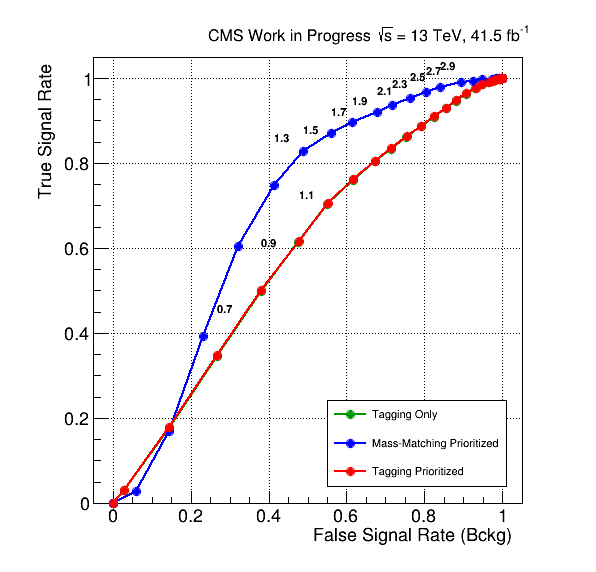 CMS Work in Progress √s = 13 TeV, 41.5 fb⁻¹
True Signal Rate
1
0.8
0.6
0.4
0.2
0
2.9
2.7
2.5
2.3
2.1
1.9
1.7
1.5
1.3
1.1
0.9
0.7
Tagging Only
Mass-Matching Prioritized
Tagging Prioritized
0 0.2 0.4 0.6 0.8 1
False Signal Rate (Bckg)